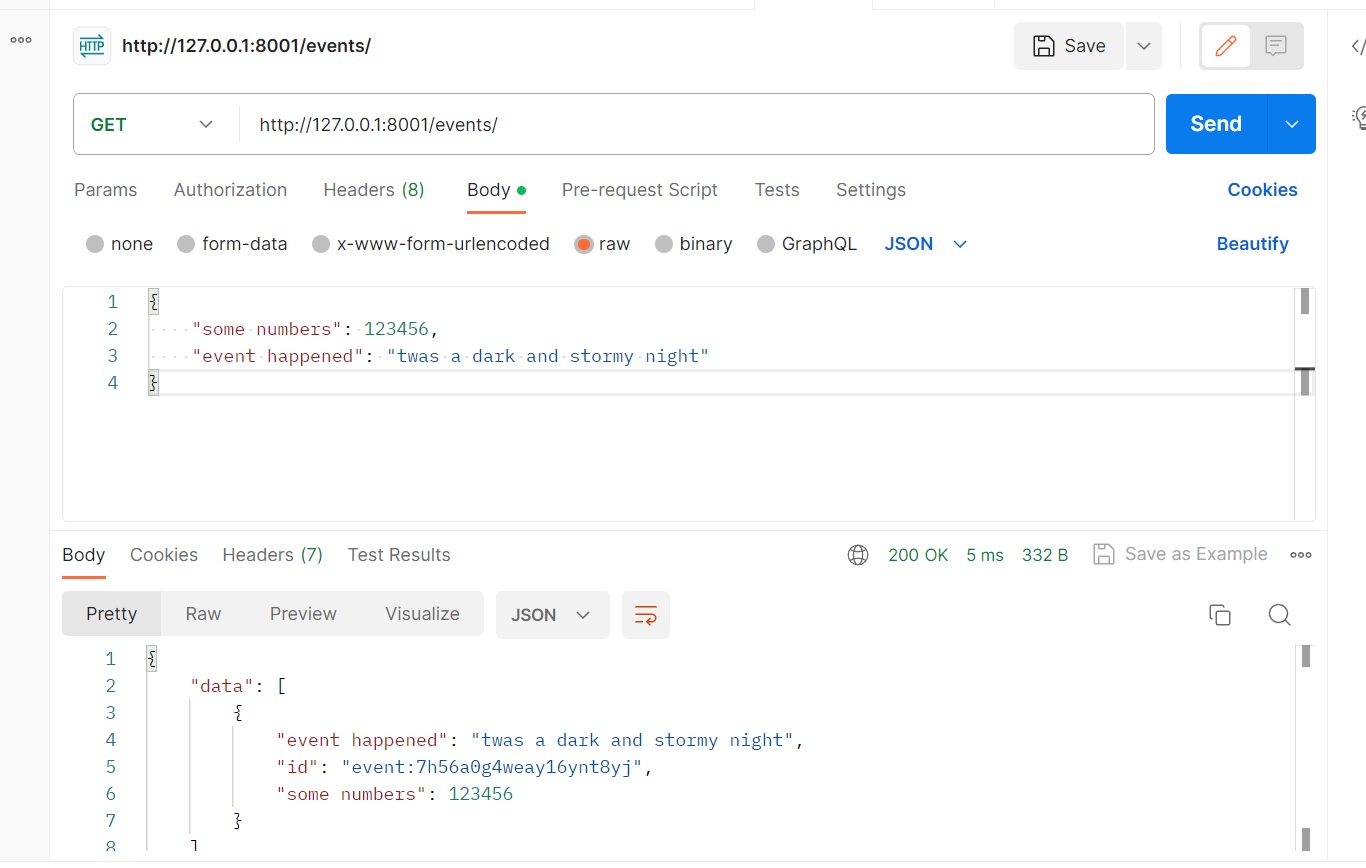 HTTP http://127.0.0.1:8001/events/ Save
GET http://127.0.0.1:8001/events/ Send
Params Authorization Headers (8) Body Pre-request Script Tests Settings Cookies
none form-data x-www-form-urlencoded raw binary GraphQL JSON Beautify
1 {
2 "some numbers": 123456,
3 "event happened": "twas a dark and stormy night"
4 }
Body Cookies Headers (7) Test Results 200 OK 5 ms 332 B Save as Example
Pretty Raw Preview Visualize JSON
1 {
2 "data": [
3 {
4 "event happened": "twas a dark and stormy night",
5 "id": "event:7h56a0g4weay16ynt8yj",
6 "some numbers": 123456
7 }
8 ]